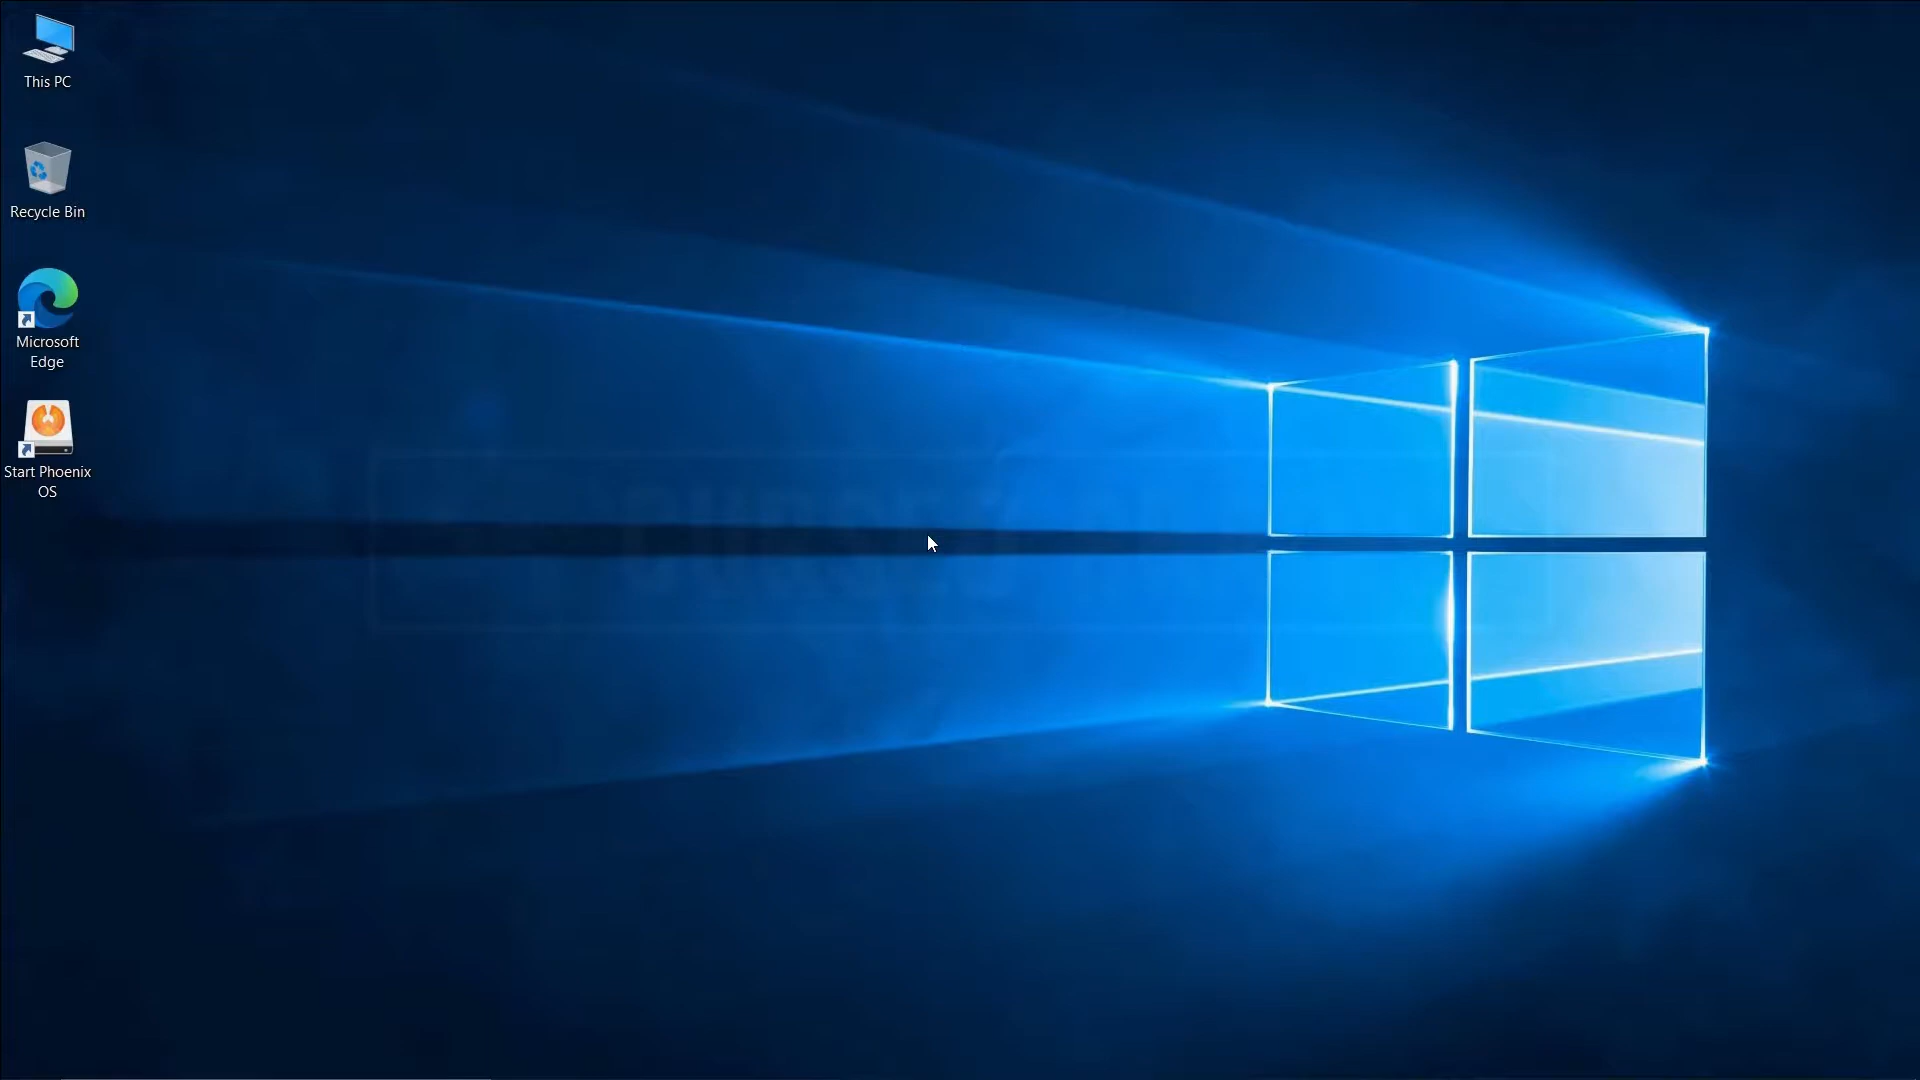 This PC
Recycle Bin
Microsoft
Edge
Start Phoenix
OS